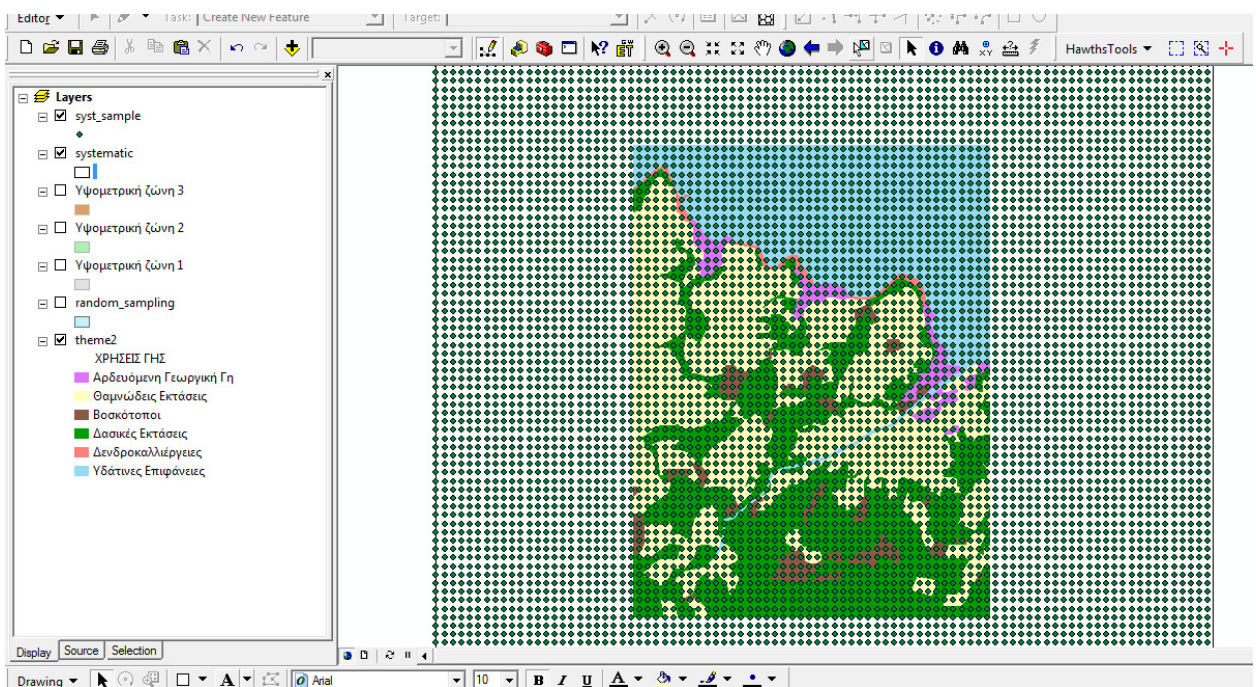 Editor Task: Create New Feature Target:
HawthsTools
Layers
syst_sample
systematic
Υψομετρική ζώνη 3
Υψομετρική ζώνη 2
Υψομετρική ζώνη 1
random_sampling
theme2
ΧΡΗΣΕΙΣ ΓΗΣ
Αρδευόμενη Γεωργική Γη
Θαμνώδεις Εκτάσεις
Βοσκότοποι
Δασικές Εκτάσεις
Δενδροκαλλιέργειες
Υδάτινες Επιφάνειες
Display Source Selection
Drawing A Arial 10 B I U A